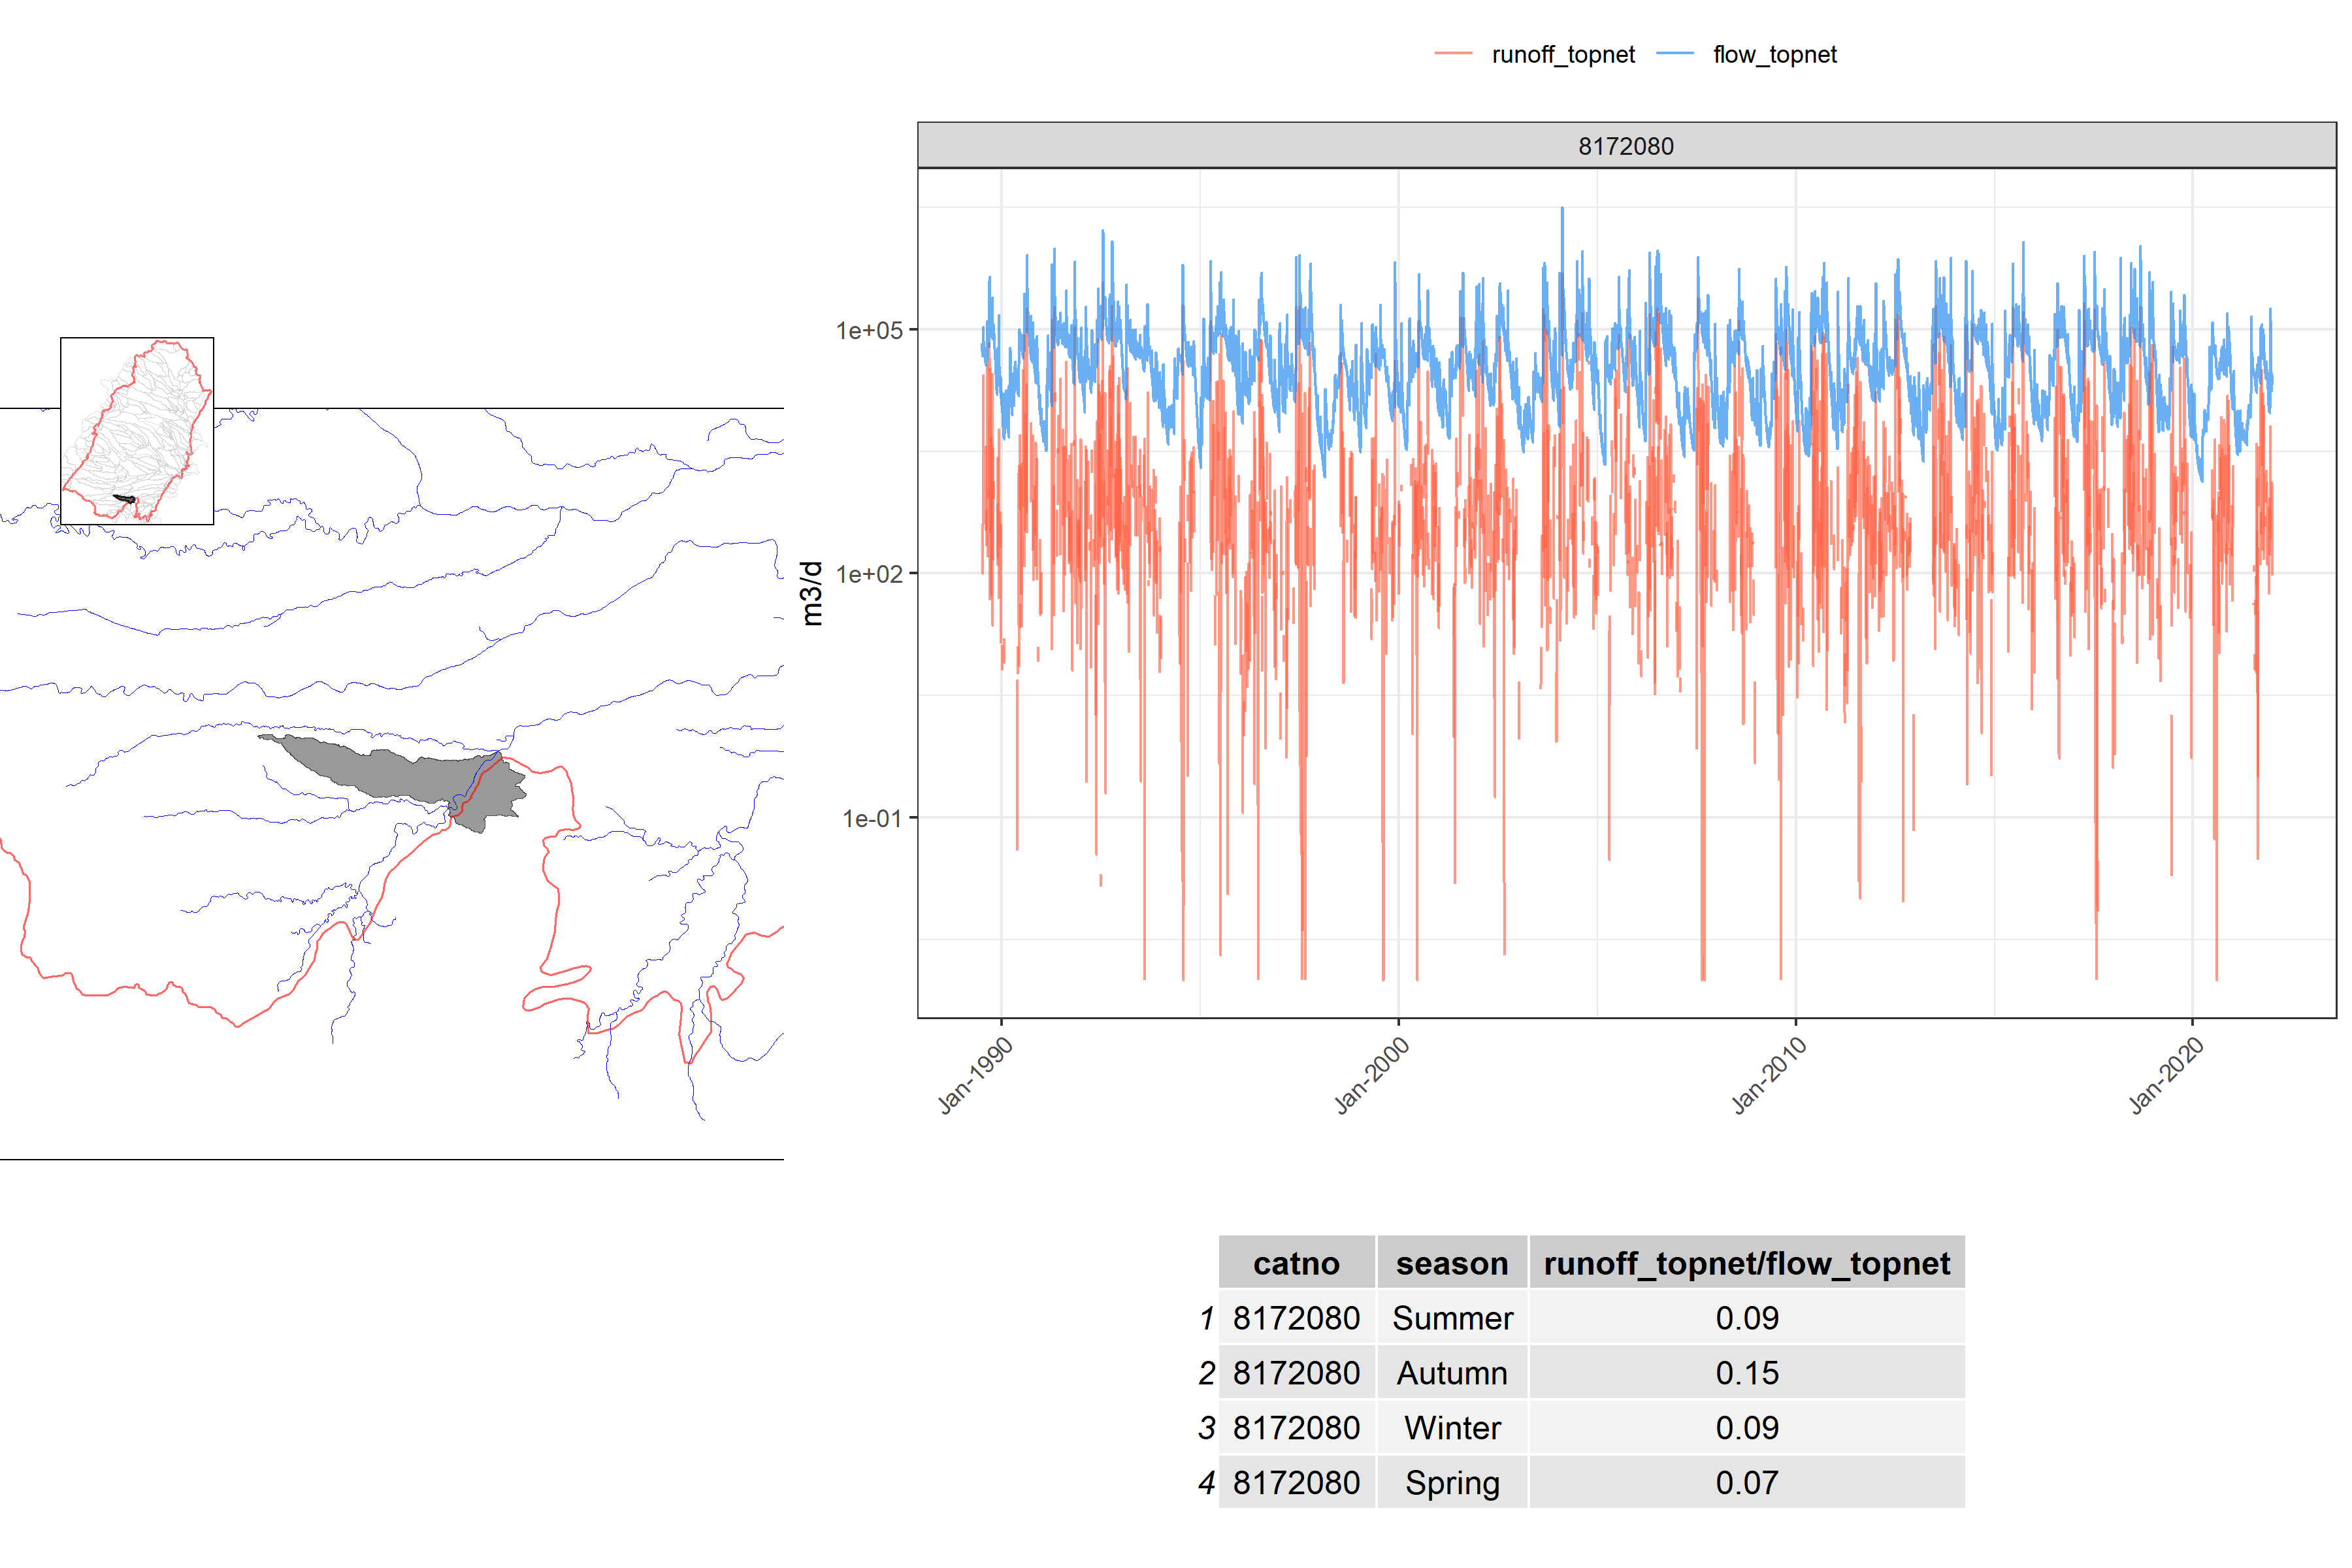 runoff_topnet flow_topnet
8172080
1e+05
1e+02
1e-01
m3/d
Jan-1990 Jan-2000 Jan-2010 Jan-2020
catno season runoff_topnet/flow_topnet
1 8172080 Summer 0.09
2 8172080 Autumn 0.15
3 8172080 Winter 0.09
4 8172080 Spring 0.07